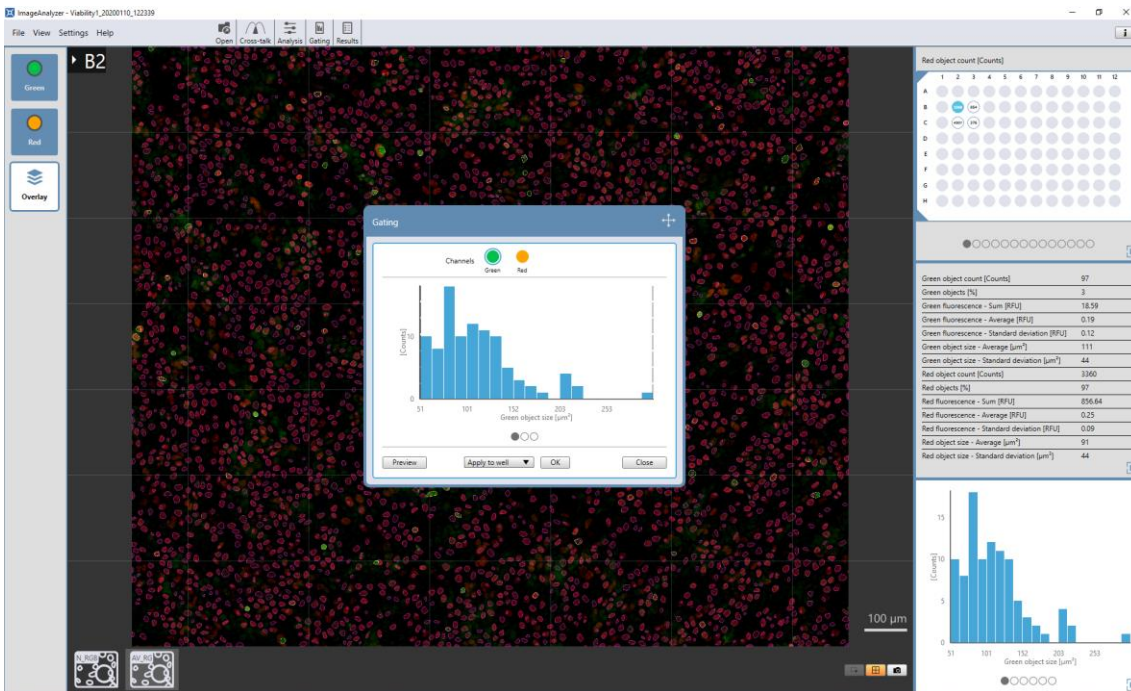 ImageAnalyzer - Viability1_20200110_122339
File View Settings Help
Open Cross-talk Analysis Gating Results
Green
Red
Overlay
B2
Gating
Channels
Green Red
[Counts]
10
0
51 101 152 203 253
Green object size [µm²]
Preview Apply to well OK Close
100 µm
N_RGB AV_RG
Red object count [Counts]
1 2 3 4 5 6 7 8 9 10 11 12
A
B
C
D
E
F
G
H
Green object count [Counts] 97
Green objects [%] 3
Green fluorescence - Sum [RFU] 18.59
Green fluorescence - Average [RFU] 0.19
Green fluorescence - Standard deviation [RFU] 0.12
Green object size - Average [µm²] 111
Green object size - Standard deviation [µm²] 44
Red object count [Counts] 3360
Red objects [%] 97
Red fluorescence - Sum [RFU] 856.64
Red fluorescence - Average [RFU] 0.25
Red fluorescence - Standard deviation [RFU] 0.09
Red object size - Average [µm²] 91
Red object size - Standard deviation [µm²] 44
15
10
[Counts]
5
0
51 101 152 203 253
Green object size [µm²]